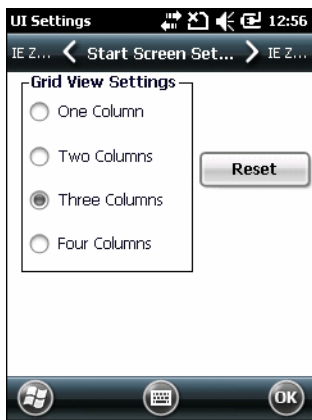 UI Settings 12:56
IE Z... Start Screen Set... IE Z...
Grid View Settings
One Column
Two Columns
Reset
Three Columns
Four Columns
OK